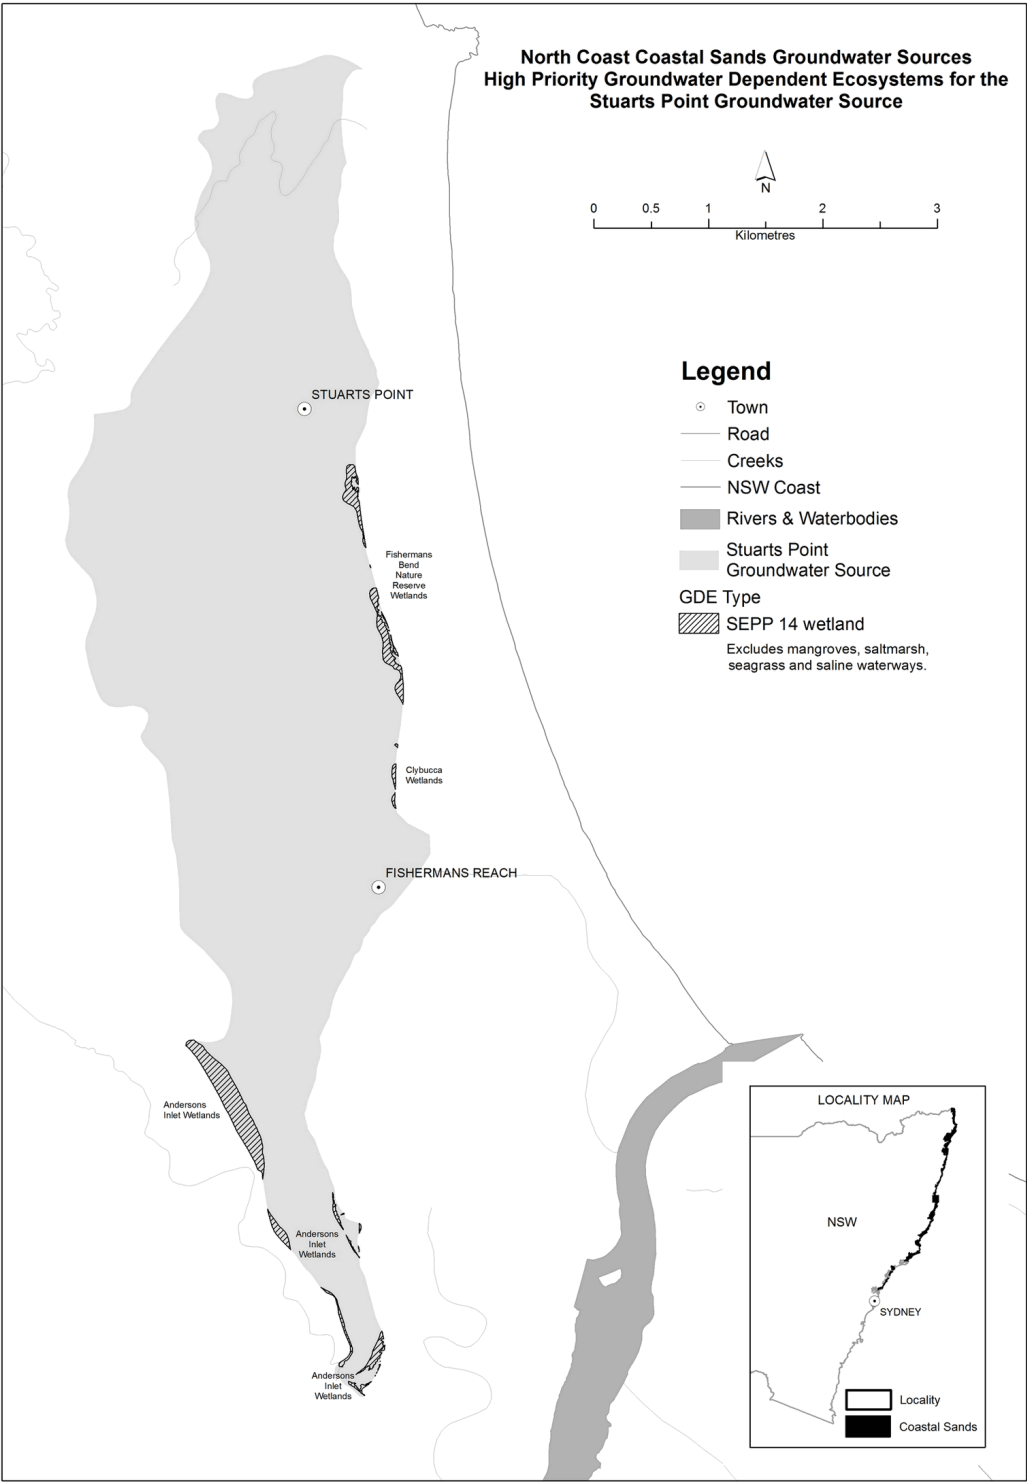 North Coast Coastal Sands Groundwater Sources
High Priority Groundwater Dependent Ecosystems for the
Stuarts Point Groundwater Source
N
0 0.5 1 2 3
Kilometres
Legend
Town
Road
Creeks
NSW Coast
Rivers & Waterbodies
Stuarts Point
Groundwater Source
GDE Type
SEPP 14 wetland
Excludes mangroves, saltmarsh,
seagrass and saline waterways.
STUARTS POINT
Fishermans
Bend
Nature
Reserve
Wetlands
Clybucca
Wetlands
FISHERMANS REACH
Andersons
Inlet Wetlands
Andersons
Inlet
Wetlands
Andersons
Inlet
Wetlands
LOCALITY MAP
NSW
SYDNEY
Locality
Coastal Sands